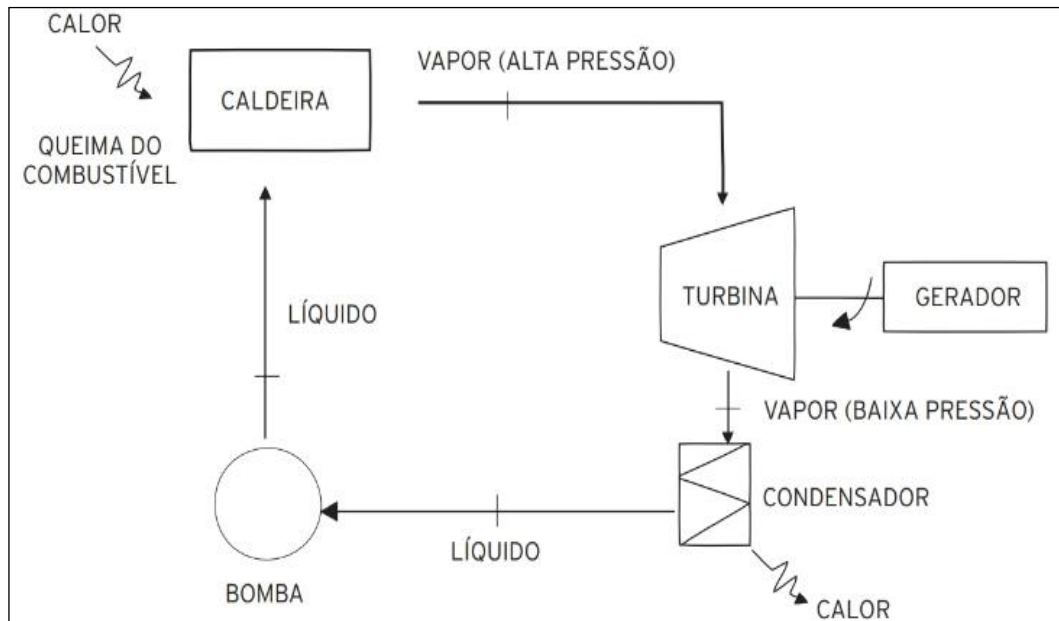 CALOR
VAPOR (ALTA PRESSÃO)
CALDEIRA
QUEIMA DO
COMBUSTÍVEL
TURBINA
GERADOR
LÍQUIDO
VAPOR (BAIXA PRESSÃO)
CONDENSADOR
LÍQUIDO
BOMBA
CALOR